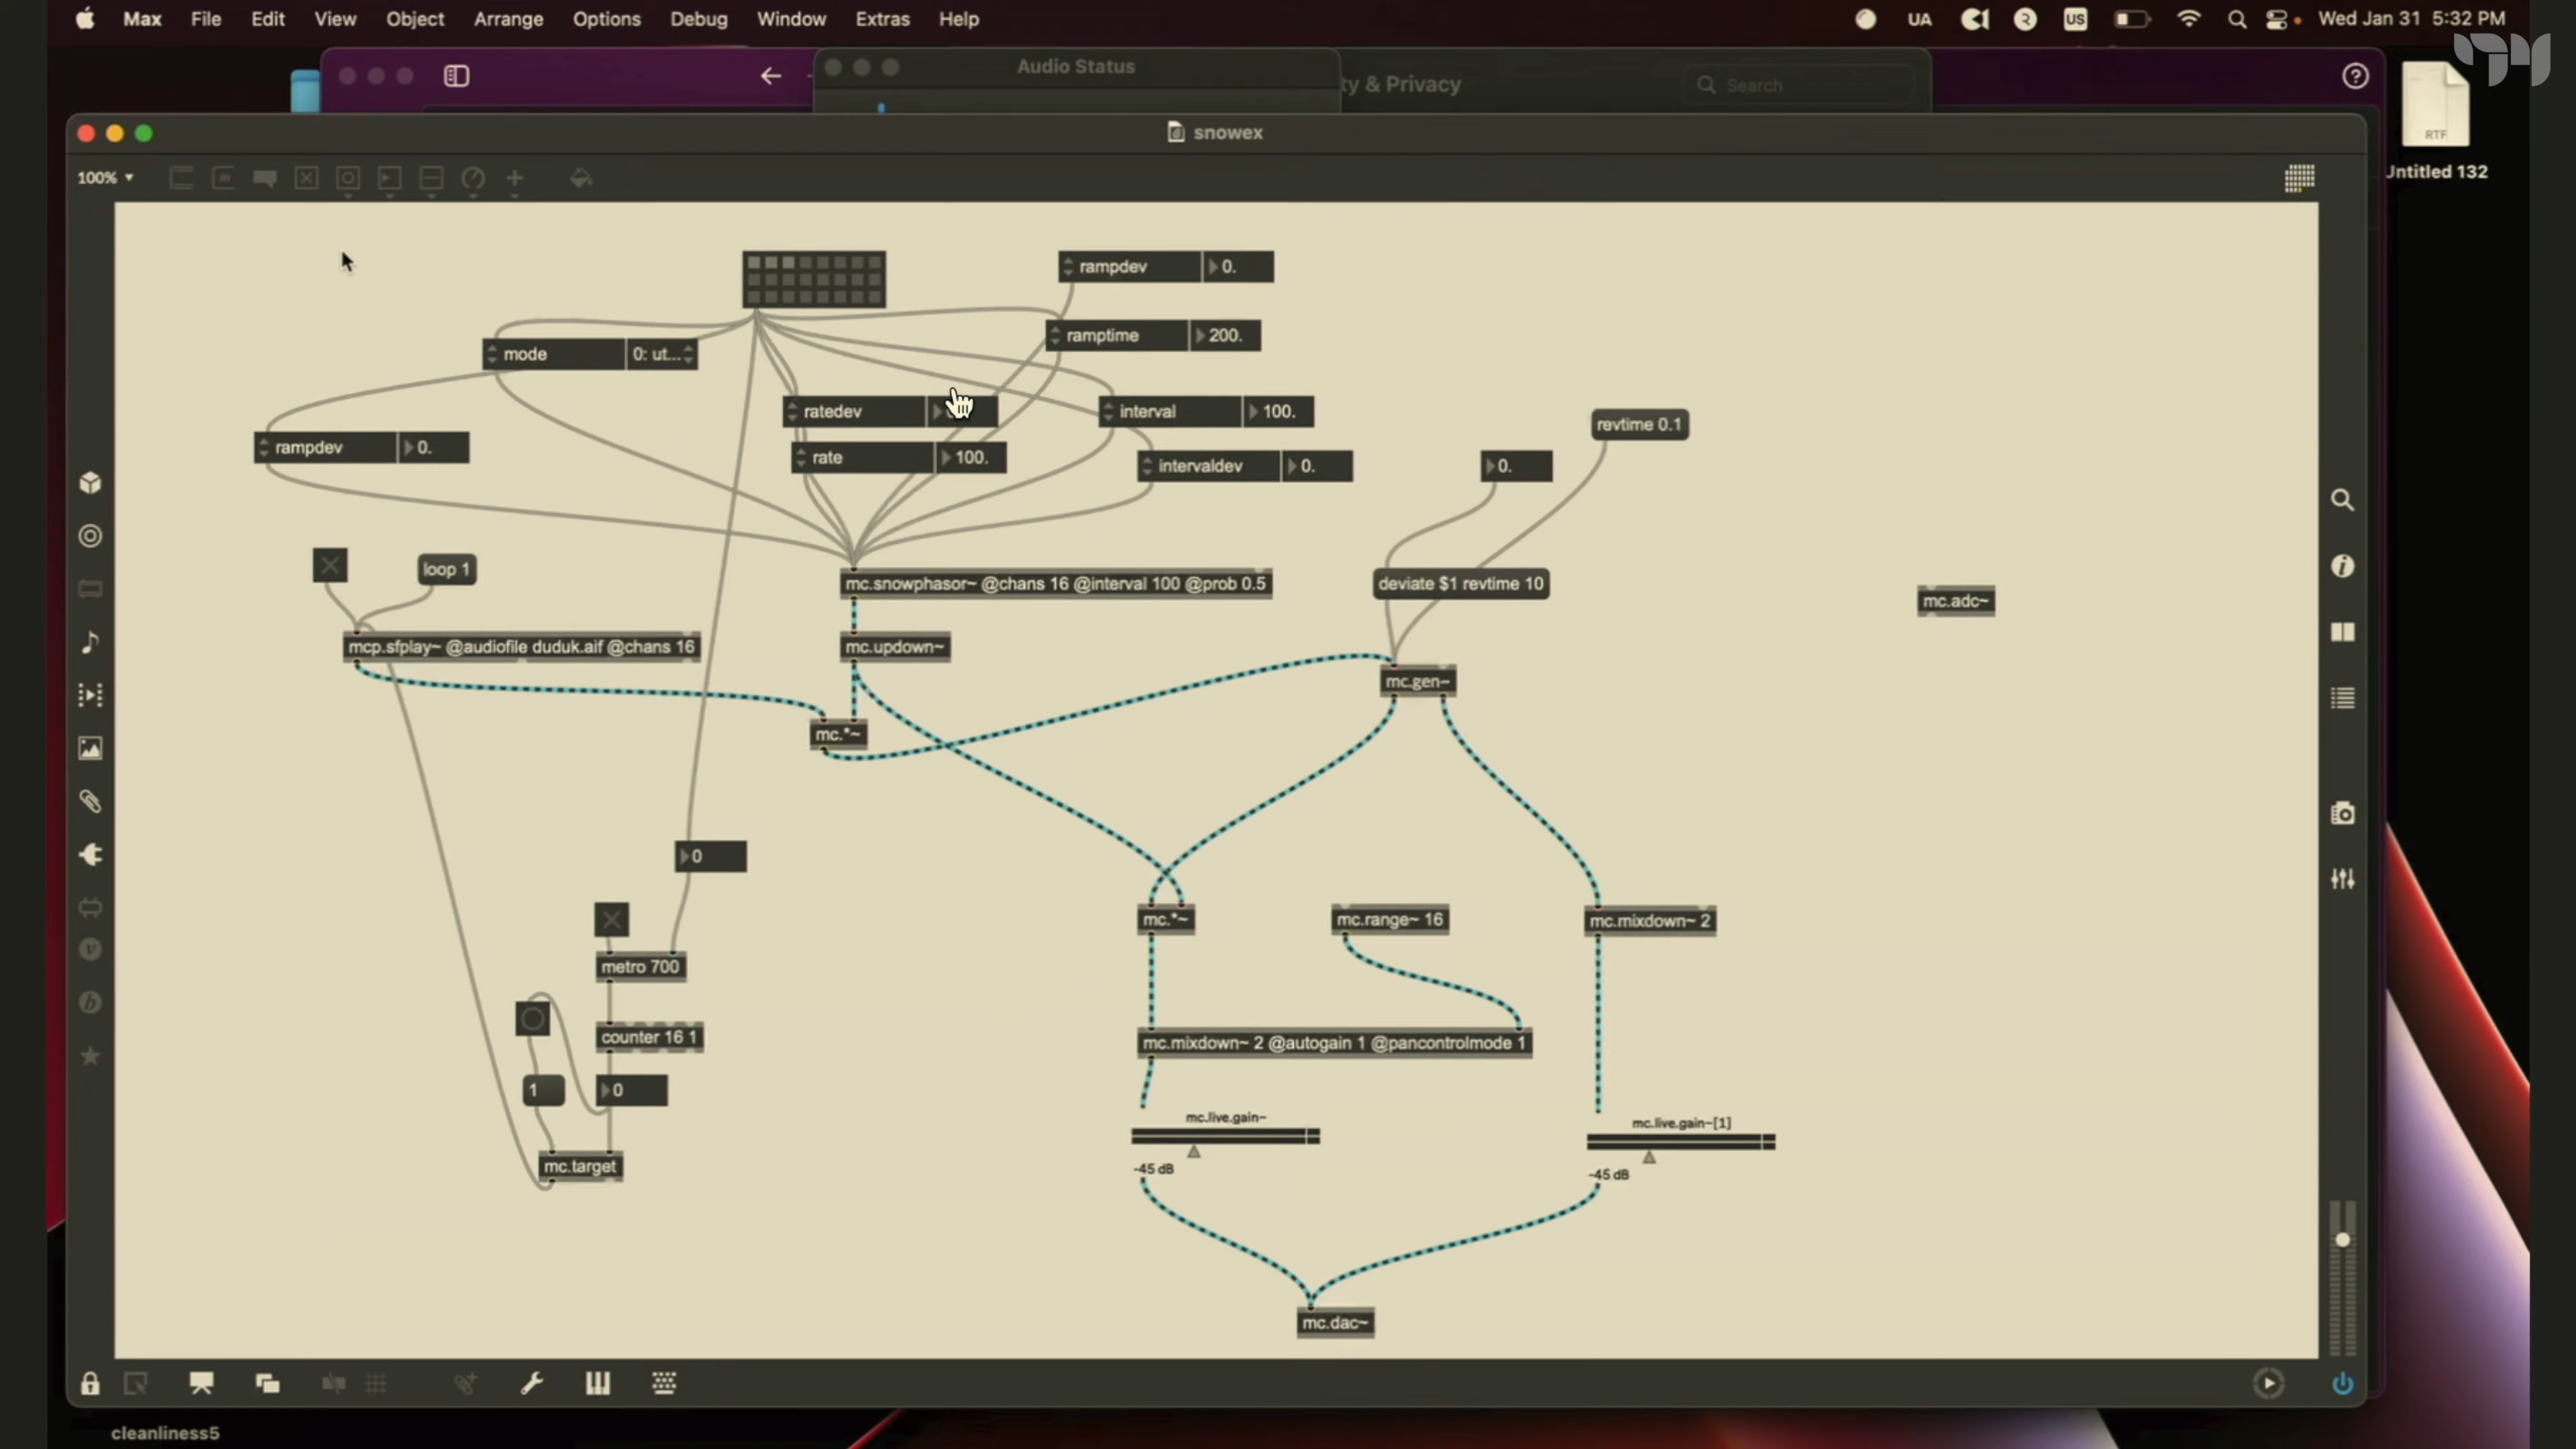 Max File Edit View Object Arrange Options Debug Window Extras Help
UA US Wed Jan 31 5:32 PM
Audio Status
ty & Privacy
Search
RTF
Untitled 132
snowex
100%
rampdev 0.
ramptime 200.
mode 0: ut...
ratedev
interval 100.
revtime 0.1
rampdev 0.
rate 100.
intervaldev 0.
0.
loop 1
mc.snowphasor~ @chans 16 @interval 100 @prob 0.5
deviate $1 revtime 10
mc.adc~
mcp.sfplay~ @audiofile duduk.aif @chans 16
mc.updown~
mc.gen~
mc.*~
0
mc.*~
mc.range~ 16
mc.mixdown~ 2
metro 700
counter 16 1
mc.mixdown~ 2 @autogain 1 @pancontrolmode 1
1
0
mc.live.gain~
mc.live.gain~[1]
mc.target
-45 dB
-45 dB
mc.dac~
cleanliness5